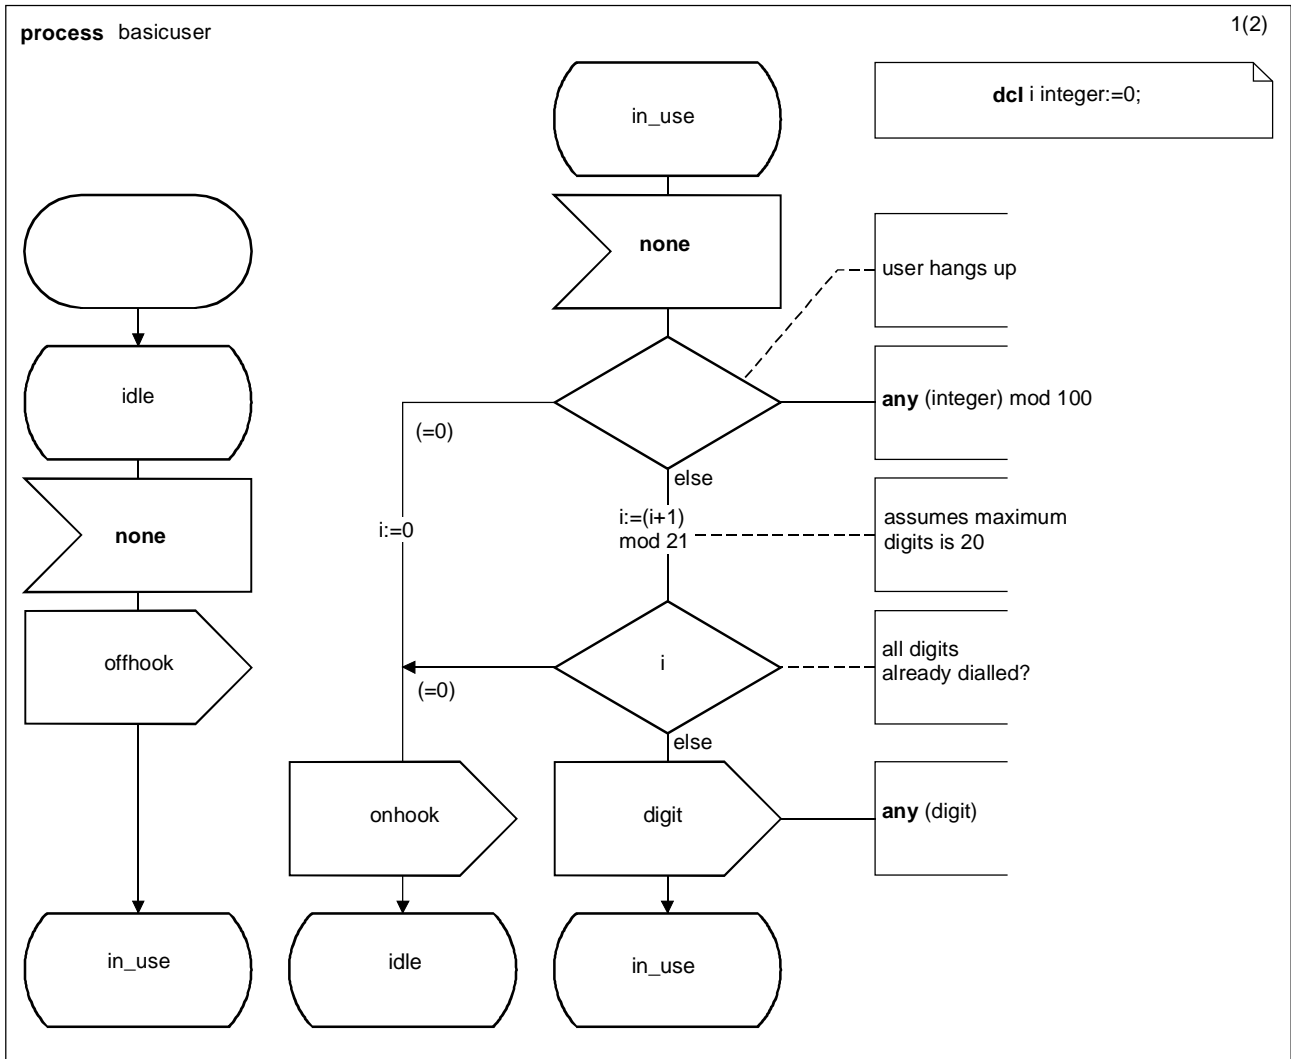 process basicuser
1(2)
dcl i integer:=0;
in_use
none
user hangs up
idle
any (integer) mod 100
(=0)
else
none
i:=0
i:=(i+1)
mod 21
assumes maximum
digits is 20
offhook
i
all digits
already dialled?
(=0)
else
onhook
digit
any (digit)
in_use
idle
in_use